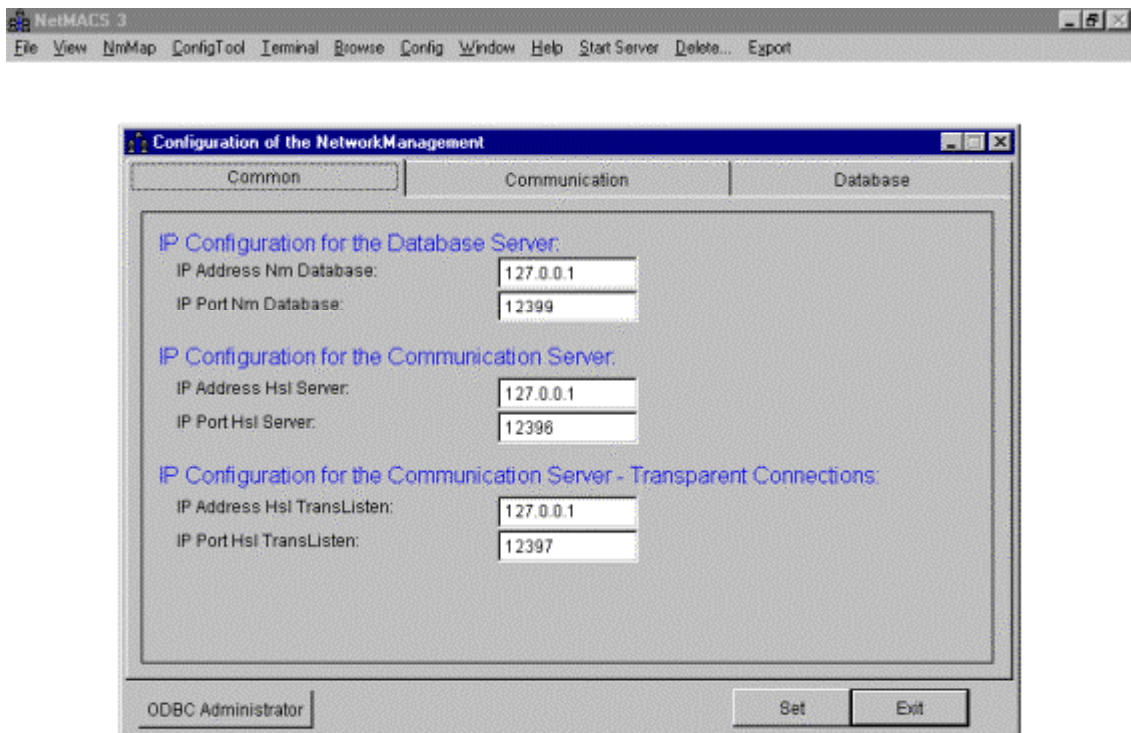 NetMACS 3
File View NmMap ConfigTool Terminal Browse Config Window Help Start Server Delete... Export
Configuration of the NetworkManagement
Common Communication Database
IP Configuration for the Database Server:
IP Address Nm Database: 127.0.0.1
IP Port Nm Database: 12399
IP Configuration for the Communication Server:
IP Address Hsl Server: 127.0.0.1
IP Port Hsl Server: 12396
IP Configuration for the Communication Server - Transparent Connections:
IP Address Hsl TransListen: 127.0.0.1
IP Port Hsl TransListen: 12397
ODBC Administrator Set Exit